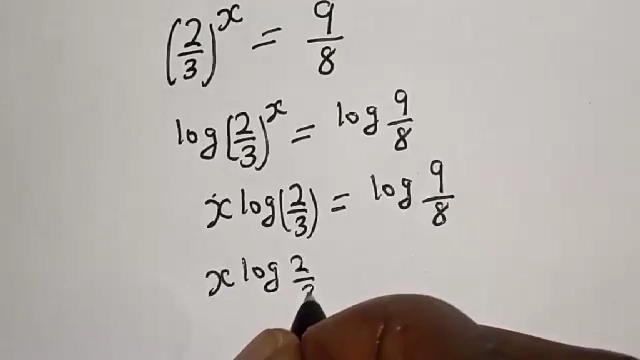 (2/3)^x = 9/8
log(2/3)^x = log 9/8
x log(2/3) = log 9/8
x log 2/